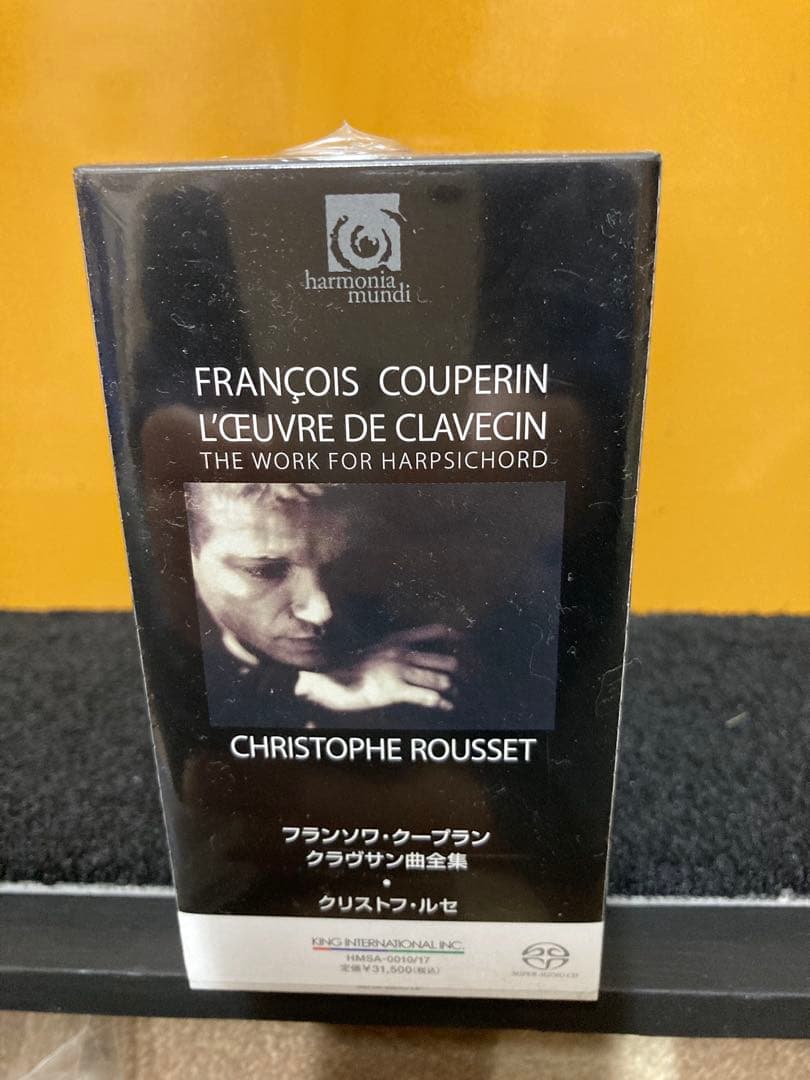 harmonia
mundi
FRANÇOIS COUPERIN
L'ŒUVRE DE CLAVECIN
THE WORK FOR HARPSICHORD
CHRISTOPHE ROUSSET
フランソワ・クープラン
クラヴサン曲全集
•
クリストフ・ルセ
KING INTERNATIONAL INC.
HMSA-0010/17
定価¥31,500(税込)
SUPER AUDIO CD